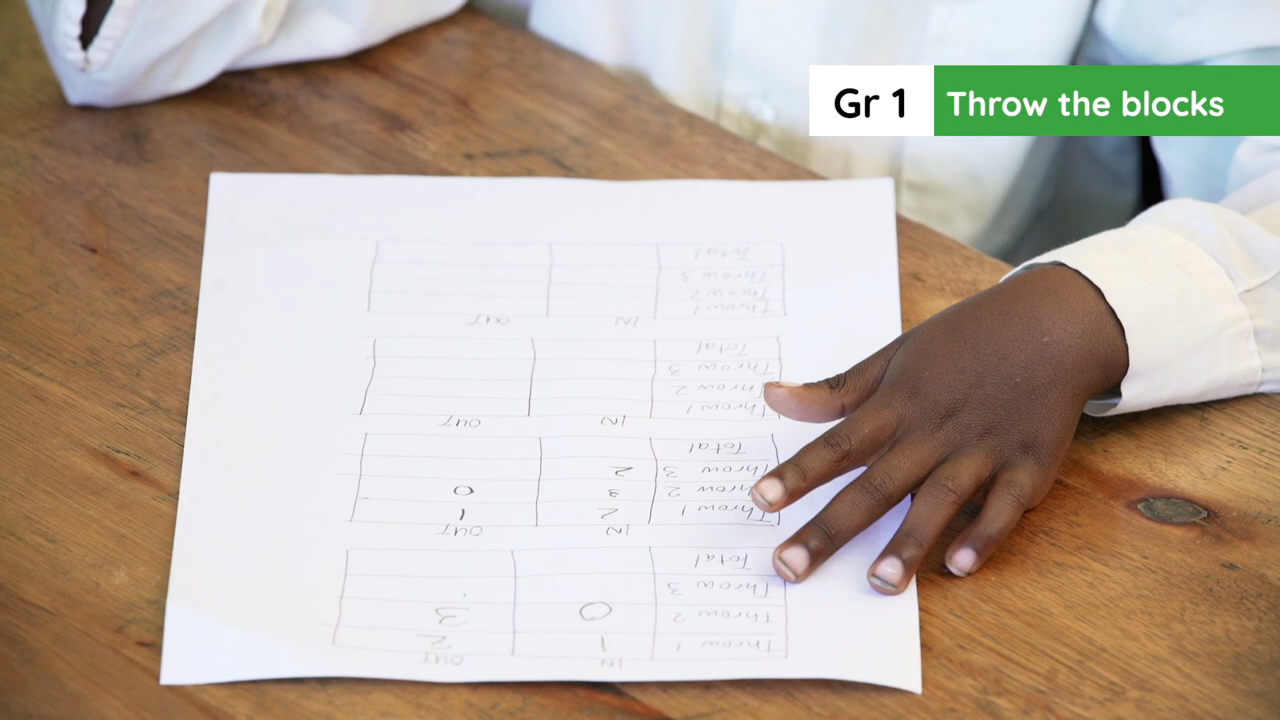 Gr 1 Throw the blocks
IN OUT
Throw 1 1 2
Throw 2 0 3
Throw 3
Total
IN OUT
Throw 1 2 1
Throw 2 3 0
Throw 3 2
Total
IN OUT
Throw 1
Throw 2
Throw 3
Total
IN OUT
Throw 1
Throw 2
Throw 3
Total